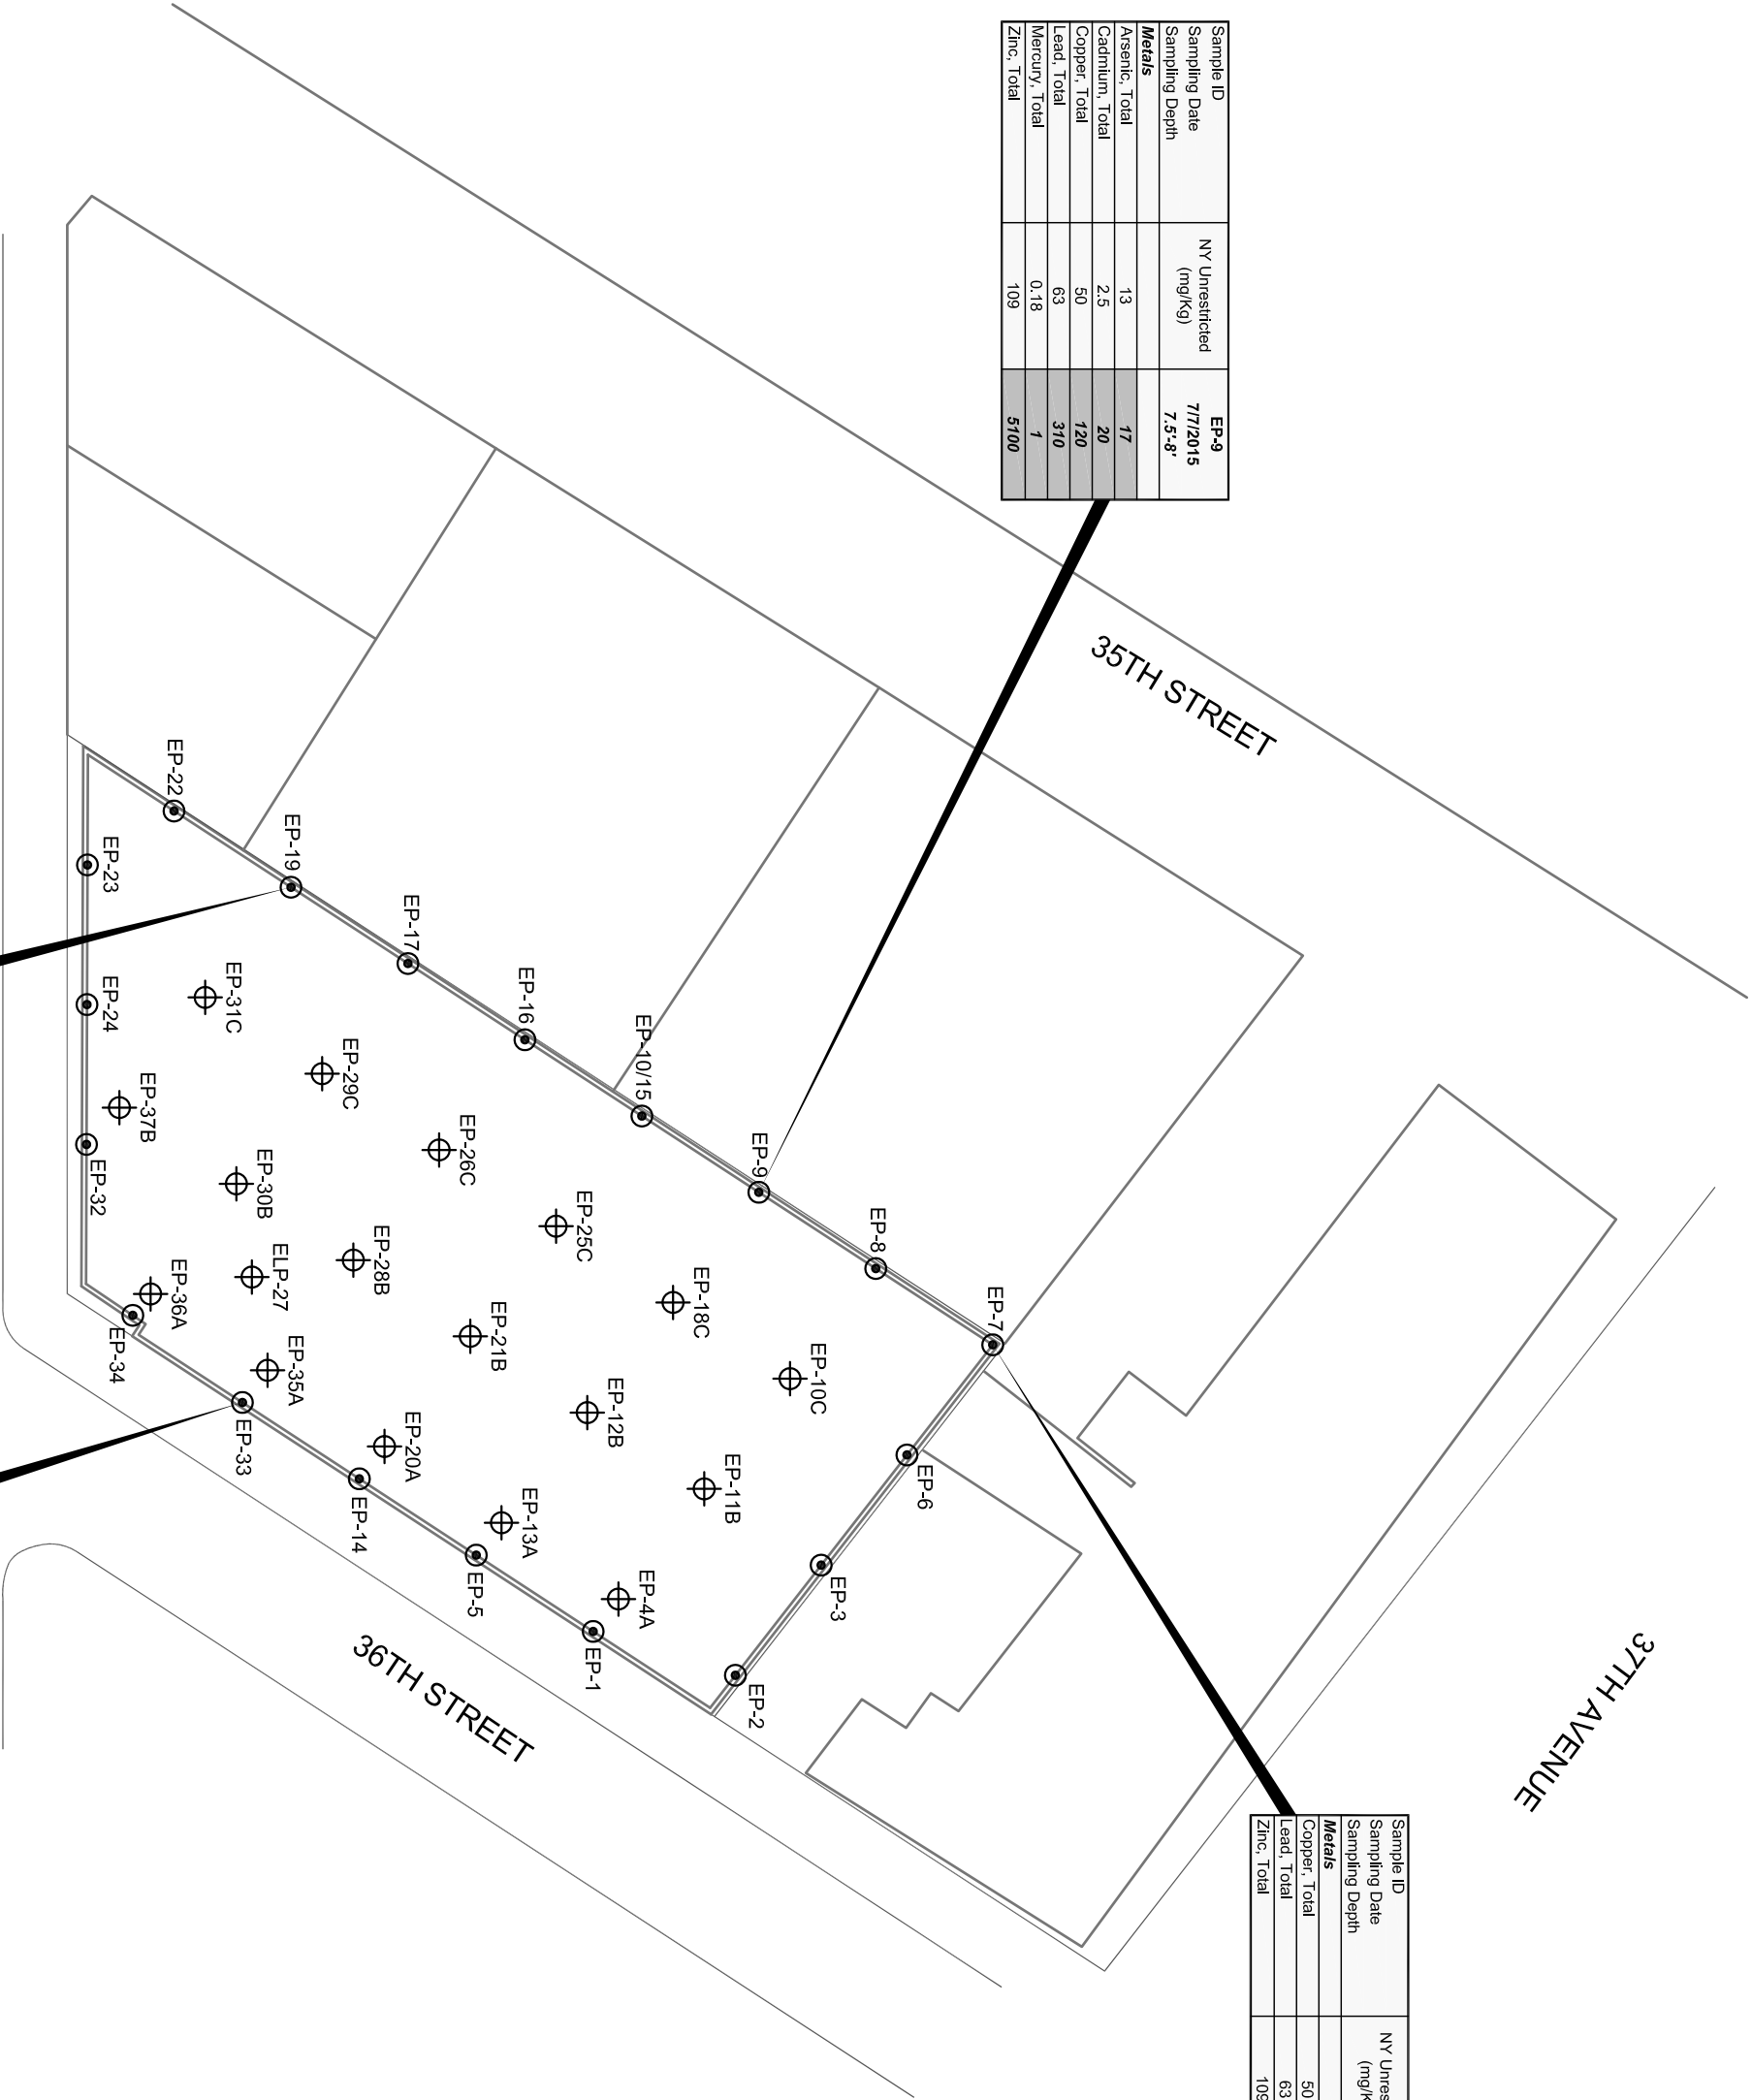 Sample ID EP-9
Sampling Date NY Unrestricted 7/7/2015
Sampling Depth (mg/Kg) 7.5'-8'
Metals
Arsenic, Total 13 17
Cadmium, Total 2.5 20
Copper, Total 50 120
Lead, Total 63 310
Mercury, Total 0.18 1
Zinc, Total 109 5100
35TH STREET
37TH AVENUE
36TH STREET
EP-22
EP-23
EP-19
EP-17
EP-24
EP-31C
EP-16
EP-10/15
EP-29C
EP-37B
EP-26C
EP-9
EP-32
EP-30B
EP-25C
EP-8
EP-28B
ELP-27
EP-18C
EP-7
EP-36A
EP-34
EP-21B
EP-10C
EP-35A
EP-12B
EP-33
EP-20A
EP-11B
EP-6
EP-14
EP-13A
EP-3
EP-5
EP-4A
EP-1
EP-2
Sample ID
Sampling Date NY Unres
Sampling Depth (mg/K
Metals
Copper, Total 50
Lead, Total 63
Zinc, Total 109